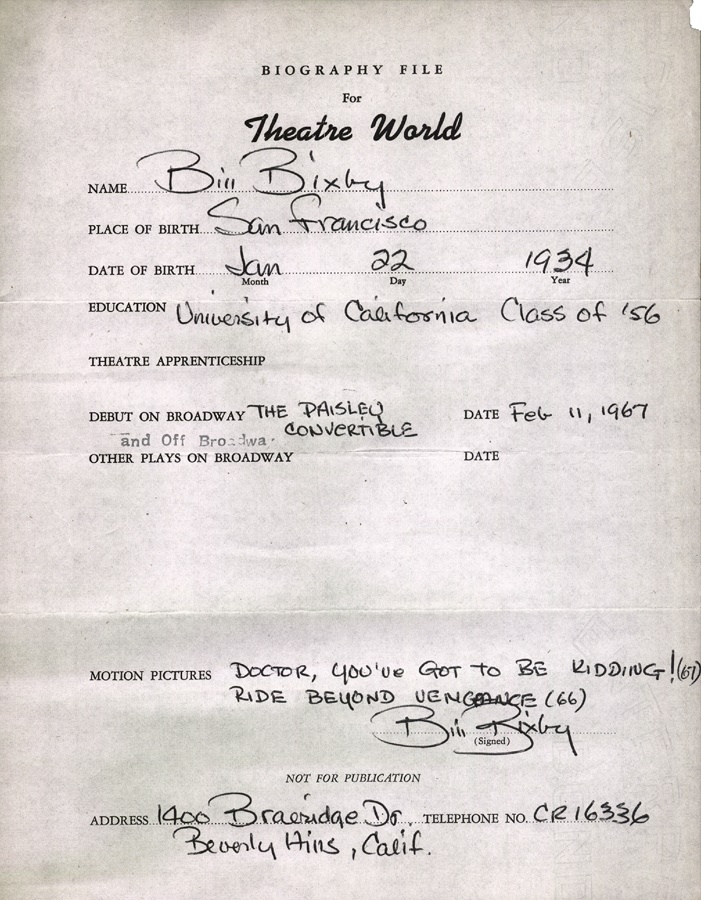 BIOGRAPHY FILE
For
Theatre World
NAME Bill Bixby
PLACE OF BIRTH San Francisco
DATE OF BIRTH Jan 22 1934
Month Day Year
EDUCATION University of California Class of '56
THEATRE APPRENTICESHIP
DEBUT ON BROADWAY THE PAISLEY DATE Feb 11, 1967
CONVERTIBLE
and Off Broadwa
OTHER PLAYS ON BROADWAY DATE
MOTION PICTURES DOCTOR, YOU'VE GOT TO BE KIDDING! (67)
RIDE BEYOND VENGEANCE (66)
Bill Bixby
(Signed)
NOT FOR PUBLICATION
ADDRESS 1400 Braeridge Dr. TELEPHONE NO. CR 16336
Beverly Hills, Calif.